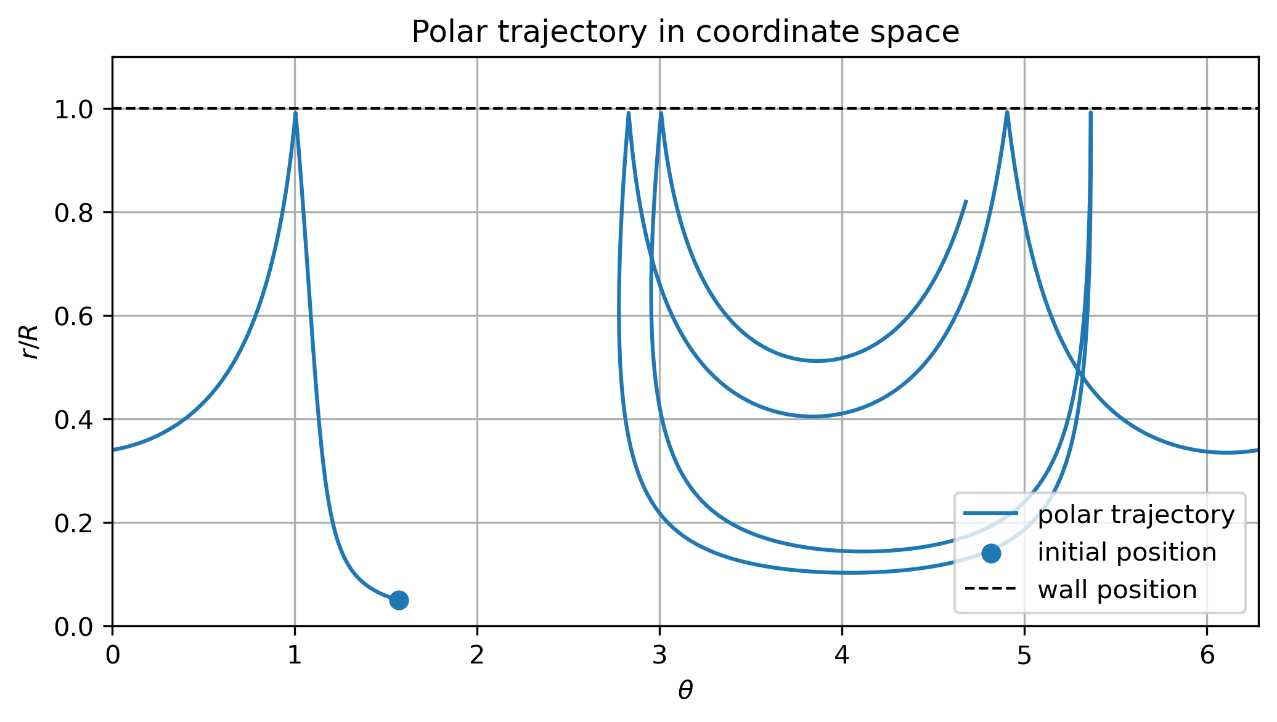 Polar trajectory in coordinate space
r/R
1.0
0.8
0.6
0.4
0.2
0.0
0 1 2 3 4 5 6
θ
polar trajectory
initial position
wall position